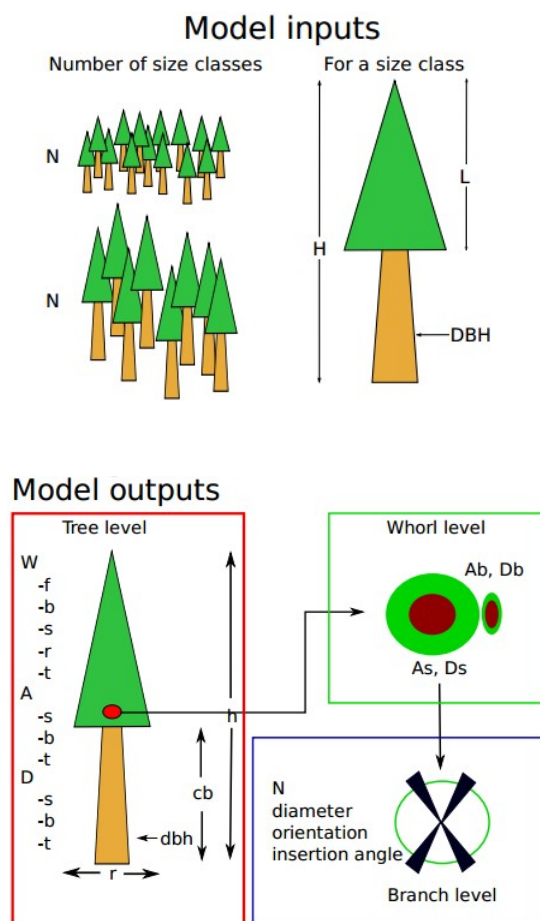 Model inputs
Number of size classes
For a size class
N
N
H
L
DBH
Model outputs
Tree level
W
-f
-b
-s
-r
-t
A
-s
-b
-t
D
-s
-b
-t
h
cb
dbh
r
Whorl level
Ab, Db
As, Ds
N
diameter
orientation
insertion angle
Branch level